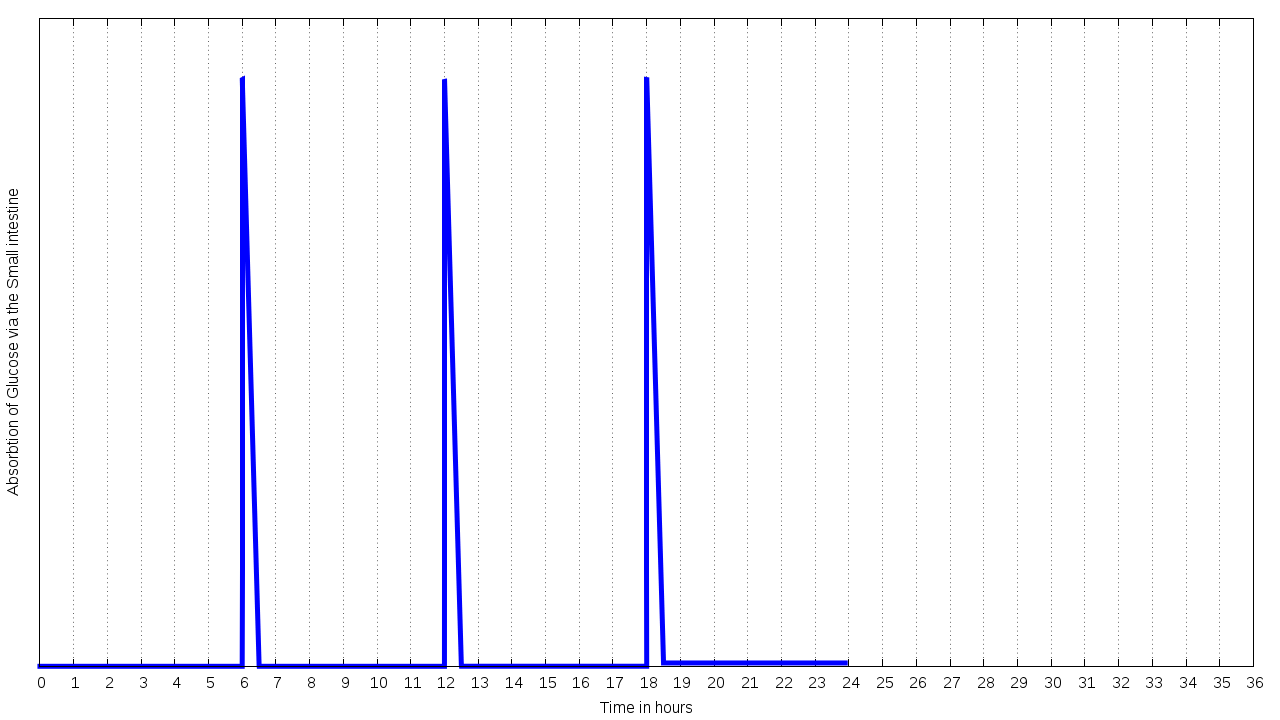 Absorbtion of Glucose via the Small intestine
0 1 2 3 4 5 6 7 8 9 10 11 12 13 14 15 16 17 18 19 20 21 22 23 24 25 26 27 28 29 30 31 32 33 34 35 36
Time in hours